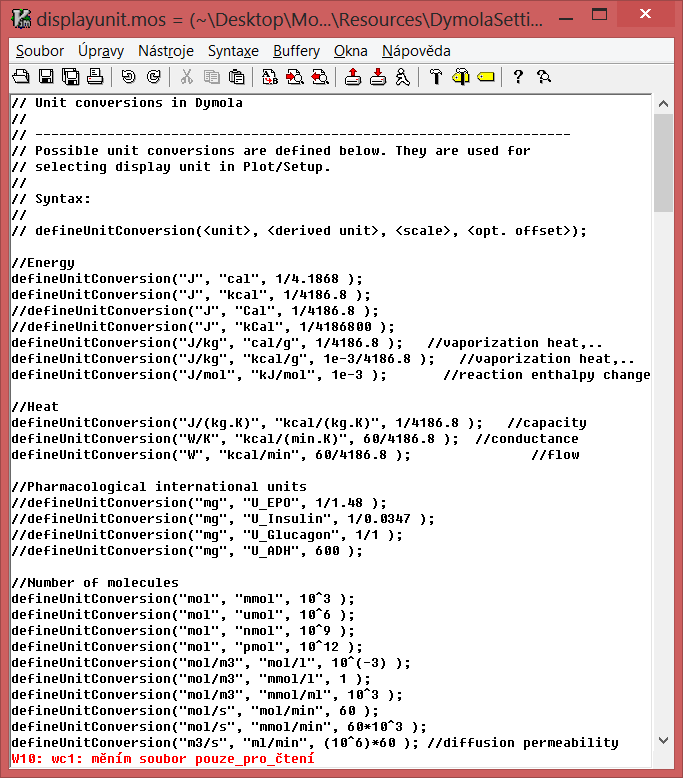 displayunit.mos = (~\Desktop\Mo...\Resources\DymolaSetti...
Soubor Úpravy Nástroje Syntaxe Buffery Okna Nápověda
// Unit conversions in Dymola
//
// --------------------------------------------------------------------
// Possible unit conversions are defined below. They are used for
// selecting display unit in Plot/Setup.
//
// Syntax:
//
// defineUnitConversion(<unit>, <derived unit>, <scale>, <opt. offset>);
//Energy
defineUnitConversion("J", "cal", 1/4.1868 );
defineUnitConversion("J", "kcal", 1/4186.8 );
//defineUnitConversion("J", "Cal", 1/4186.8 );
//defineUnitConversion("J", "kCal", 1/4186800 );
defineUnitConversion("J/kg", "cal/g", 1/4186.8 );   //vaporization heat,..
defineUnitConversion("J/kg", "kcal/g", 1e-3/4186.8 );   //vaporization heat,..
defineUnitConversion("J/mol", "kJ/mol", 1e-3 );       //reaction enthalpy change
//Heat
defineUnitConversion("J/(kg.K)", "kcal/(kg.K)", 1/4186.8 );   //capacity
defineUnitConversion("W/K", "kcal/(min.K)", 60/4186.8 );  //conductance
defineUnitConversion("W", "kcal/min", 60/4186.8 );               //flow
//Pharmacological international units
//defineUnitConversion("mg", "U_EPO", 1/1.48 );
//defineUnitConversion("mg", "U_Insulin", 1/0.0347 );
//defineUnitConversion("mg", "U_Glucagon", 1/1 );
//defineUnitConversion("mg", "U_ADH", 600 );
//Number of molecules
defineUnitConversion("mol", "mmol", 10^3 );
defineUnitConversion("mol", "umol", 10^6 );
defineUnitConversion("mol", "nmol", 10^9 );
defineUnitConversion("mol", "pmol", 10^12 );
defineUnitConversion("mol/m3", "mol/l", 10^(-3) );
defineUnitConversion("mol/m3", "mmol/l", 1 );
defineUnitConversion("mol/m3", "mmol/ml", 10^3 );
defineUnitConversion("mol/s", "mol/min", 60 );
defineUnitConversion("mol/s", "mmol/min", 60*10^3 );
defineUnitConversion("m3/s", "ml/min", (10^6)*60 ); //diffusion permeability
W10: wc1: měním soubor pouze_pro_čtení